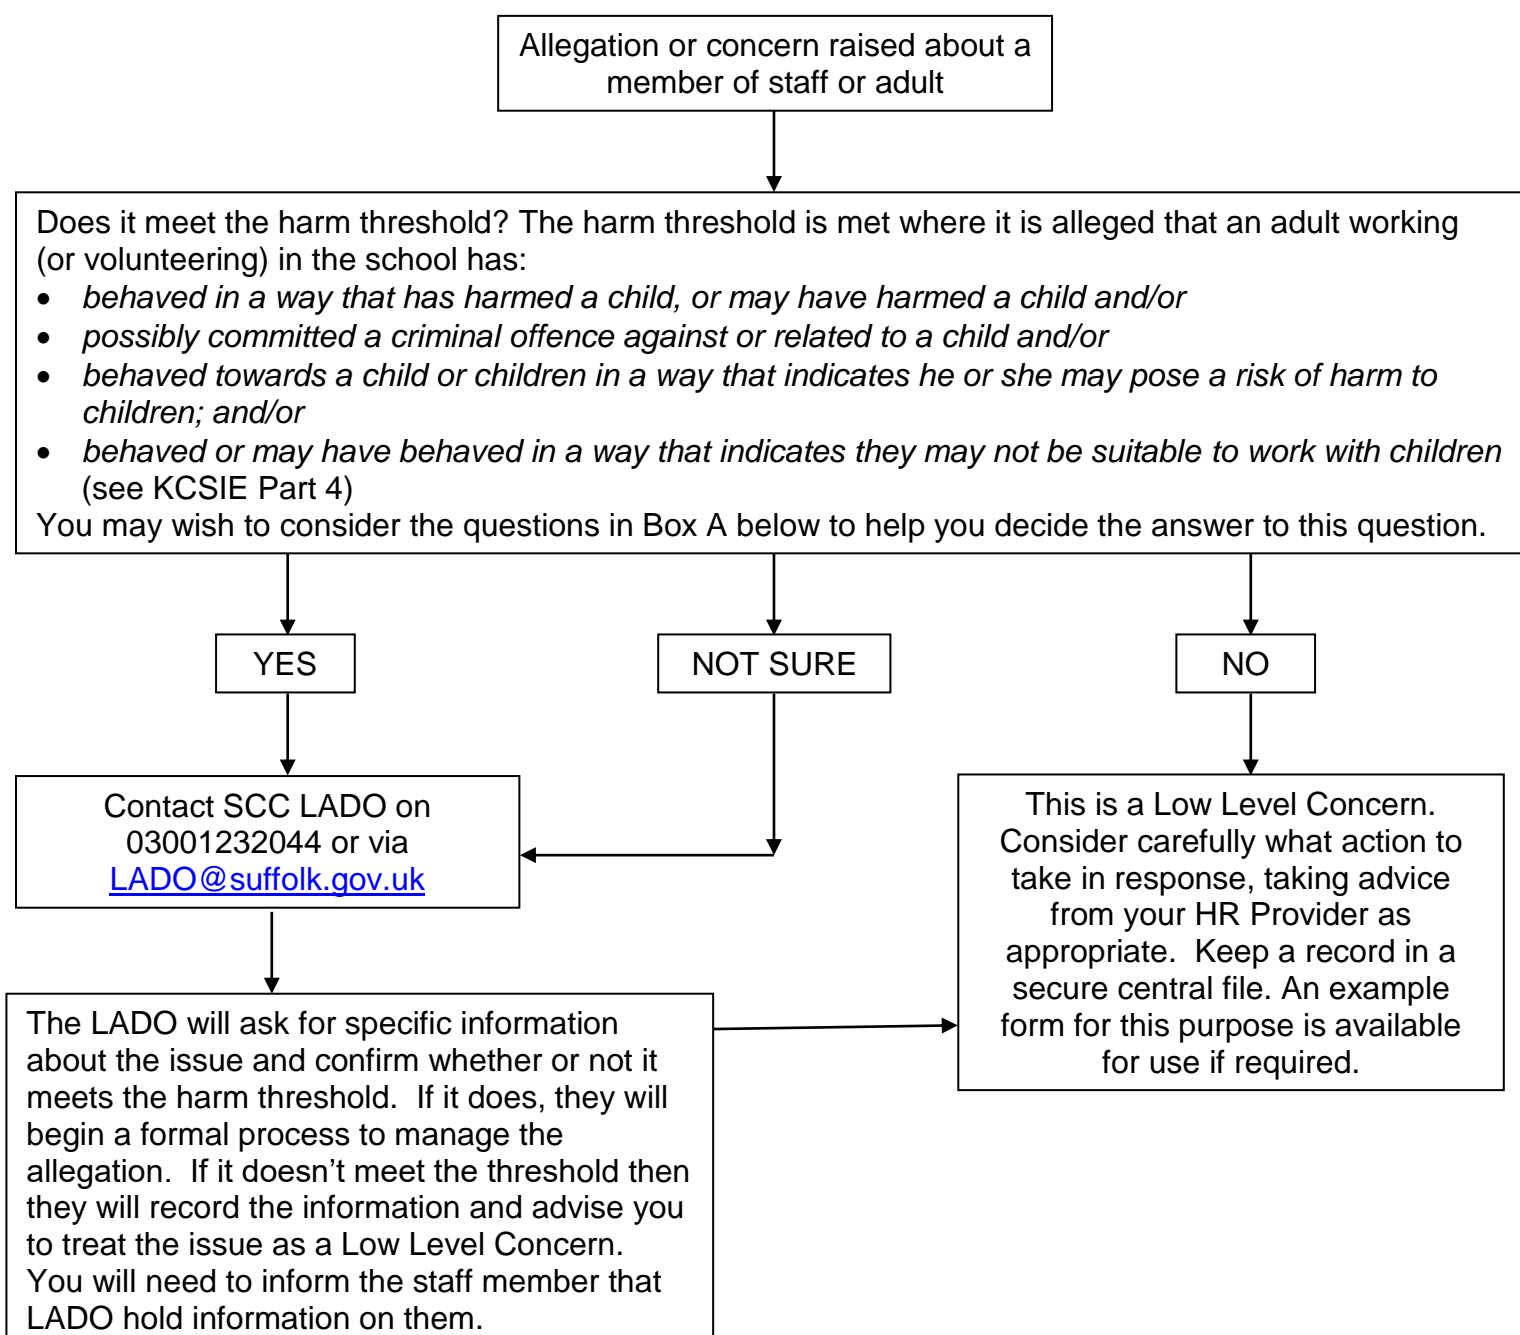 Allegation or concern raised about a
member of staff or adult
Does it meet the harm threshold? The harm threshold is met where it is alleged that an adult working
(or volunteering) in the school has:
• behaved in a way that has harmed a child, or may have harmed a child and/or
• possibly committed a criminal offence against or related to a child and/or
• behaved towards a child or children in a way that indicates he or she may pose a risk of harm to
children; and/or
• behaved or may have behaved in a way that indicates they may not be suitable to work with children
(see KCSIE Part 4)
You may wish to consider the questions in Box A below to help you decide the answer to this question.
YES
NOT SURE
NO
Contact SCC LADO on
03001232044 or via
LADO@suffolk.gov.uk
This is a Low Level Concern.
Consider carefully what action to
take in response, taking advice
from your HR Provider as
appropriate.  Keep a record in a
secure central file. An example
form for this purpose is available
for use if required.
The LADO will ask for specific information
about the issue and confirm whether or not it
meets the harm threshold.  If it does, they will
begin a formal process to manage the
allegation.  If it doesn’t meet the threshold then
they will record the information and advise you
to treat the issue as a Low Level Concern.
You will need to inform the staff member that
LADO hold information on them.